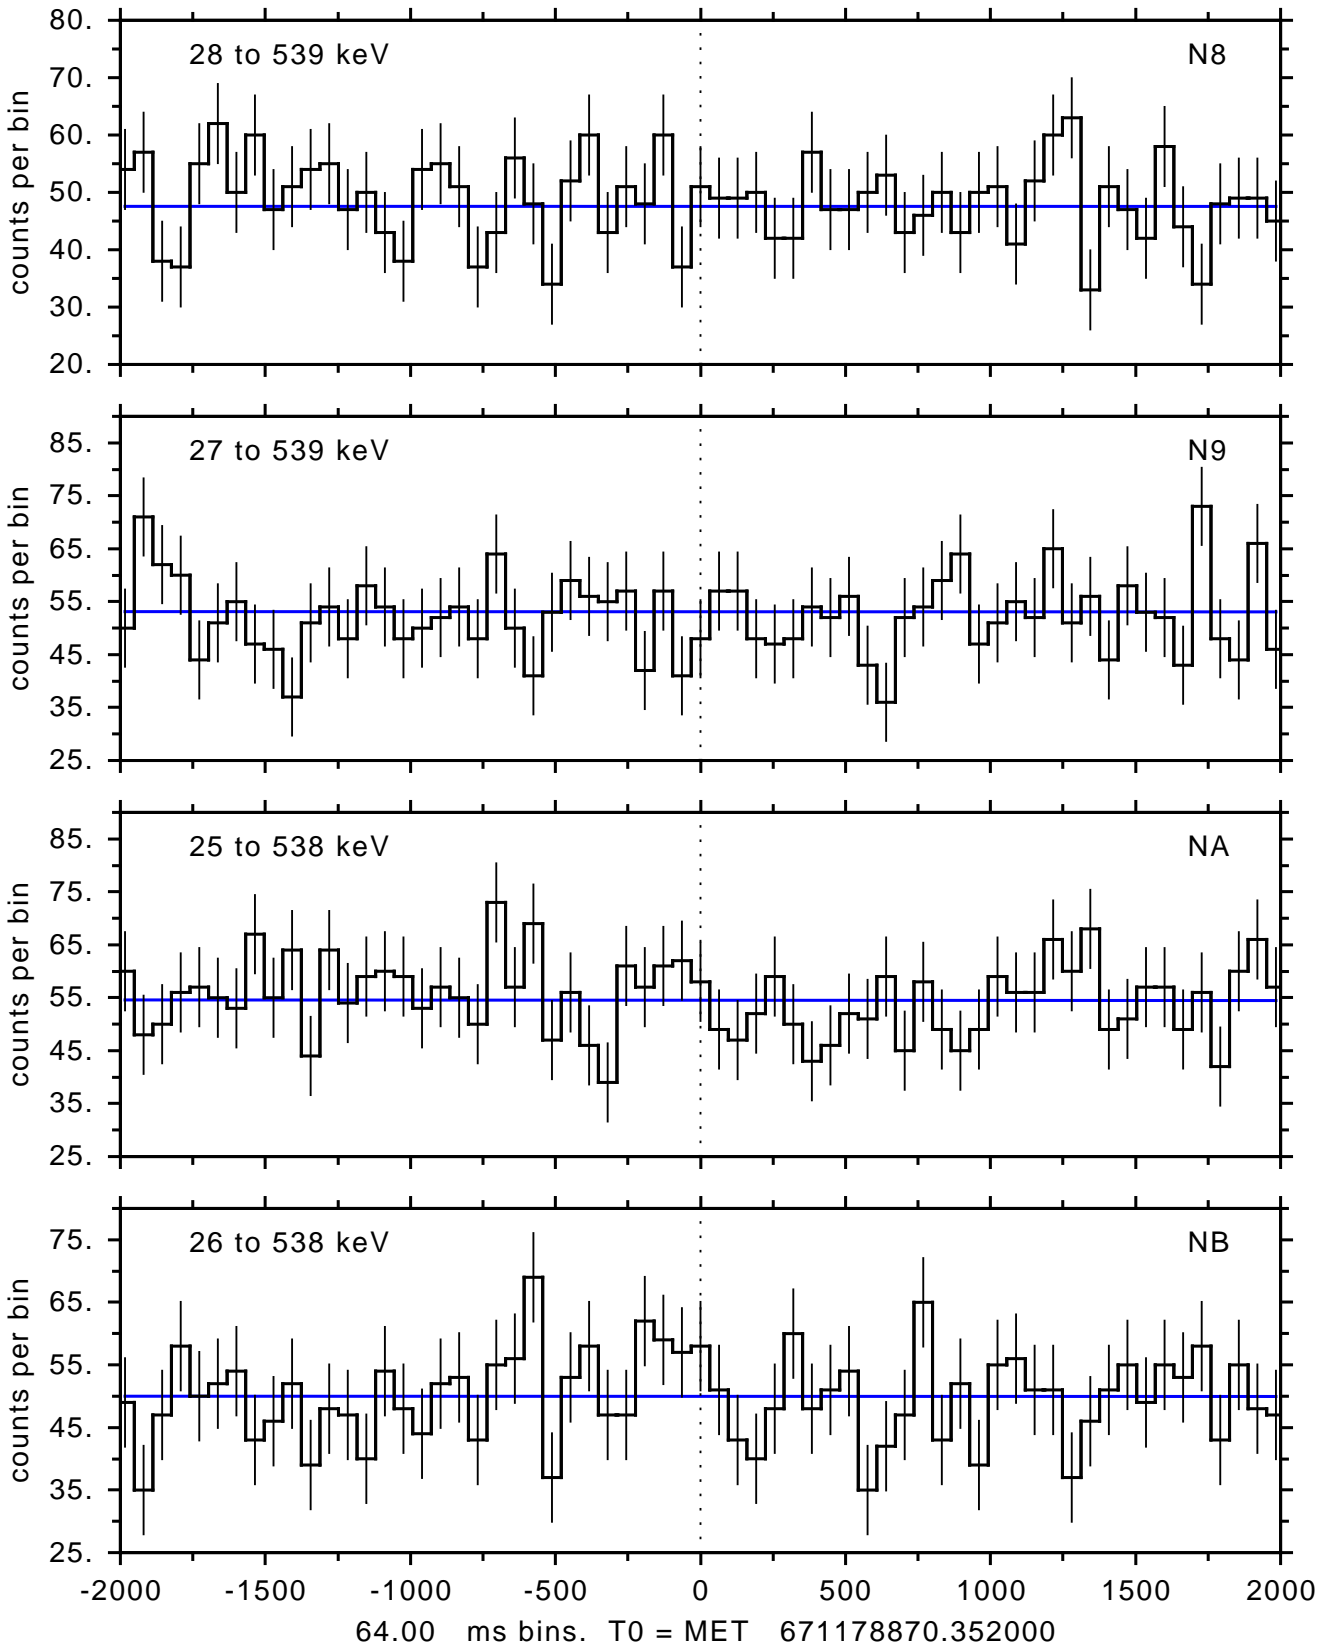 80.
28 to 539 keV N8
70.
60.
50.
40.
30.
20.
counts per bin
85.
27 to 539 keV N9
75.
65.
55.
45.
35.
25.
counts per bin
85.
25 to 538 keV NA
75.
65.
55.
45.
35.
25.
counts per bin
75.
26 to 538 keV NB
65.
55.
45.
35.
25.
counts per bin
-2000 -1500 -1000 -500 0 500 1000 1500 2000
64.00 ms bins. T0 = MET 671178870.352000